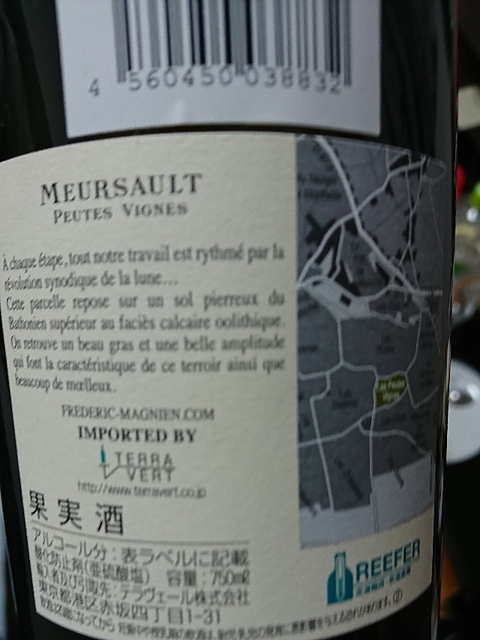 4 560450 038832
MEURSAULT
PEUTES VIGNES
À chaque étape, tout notre travail est rythmé par la
révolution synodique de la lune…
Cette parcelle repose sur un sol pierreux du
Bathonien supérieur au faciès calcaire oolithique.
On retrouve un beau gras et une belle amplitude
qui font la caractéristique de ce terroir ainsi que
beaucoup de mœlleux..
FREDERIC-MAGNIEN.COM
IMPORTED BY
TERRA
VERT
http://www.terravert.co.jp
果実酒
アルコール分：表ラベルに記載
酸化防止剤(亜硫酸塩) 容量：750ml
輸入者及び引取先：テラヴェール株式会社
東京都港区赤坂四丁目1-31
Les Peutes
Vignes
REEFER